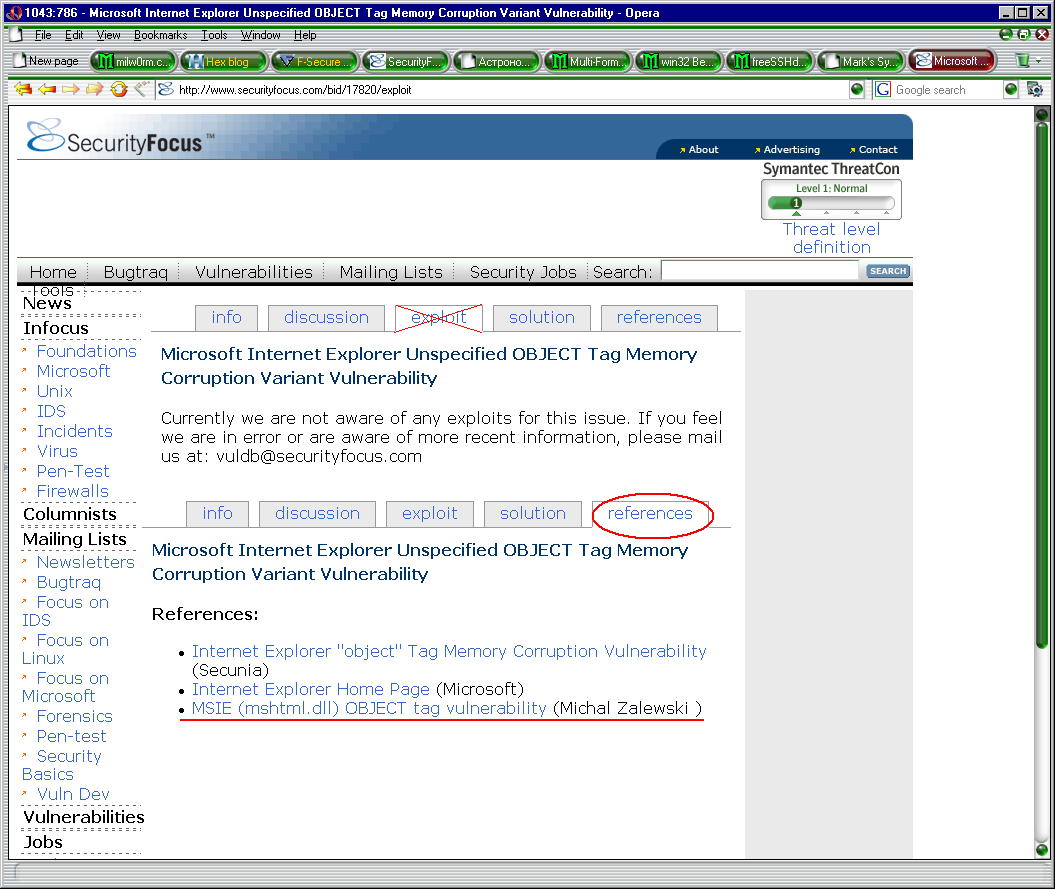 1043:786 - Microsoft Internet Explorer Unspecified OBJECT Tag Memory Corruption Variant Vulnerability - Opera
File Edit View Bookmarks Tools Window Help
New page milw0rm.c... Hex blog F-Secure ... SecurityF... Астроно... Multi-Form... win32 Be... freeSSHd... Mark's Sy... Microsoft ...
http://www.securityfocus.com/bid/17820/exploit Google search
SecurityFocus™
About Advertising Contact
Symantec ThreatCon
Level 1: Normal
1
Threat level
definition
Home Bugtraq Vulnerabilities Mailing Lists Security Jobs Search: SEARCH
Tools
News
Infocus
Foundations
Microsoft
Unix
IDS
Incidents
Virus
Pen-Test
Firewalls
Columnists
Mailing Lists
Newsletters
Bugtraq
Focus on
IDS
Focus on
Linux
Focus on
Microsoft
Forensics
Pen-test
Security
Basics
Vuln Dev
Vulnerabilities
Jobs
info discussion exploit solution references
Microsoft Internet Explorer Unspecified OBJECT Tag Memory
Corruption Variant Vulnerability
Currently we are not aware of any exploits for this issue. If you feel
we are in error or are aware of more recent information, please mail
us at: vuldb@securityfocus.com
info discussion exploit solution references
Microsoft Internet Explorer Unspecified OBJECT Tag Memory
Corruption Variant Vulnerability
References:
Internet Explorer "object" Tag Memory Corruption Vulnerability
(Secunia)
Internet Explorer Home Page (Microsoft)
MSIE (mshtml.dll) OBJECT tag vulnerability (Michal Zalewski )